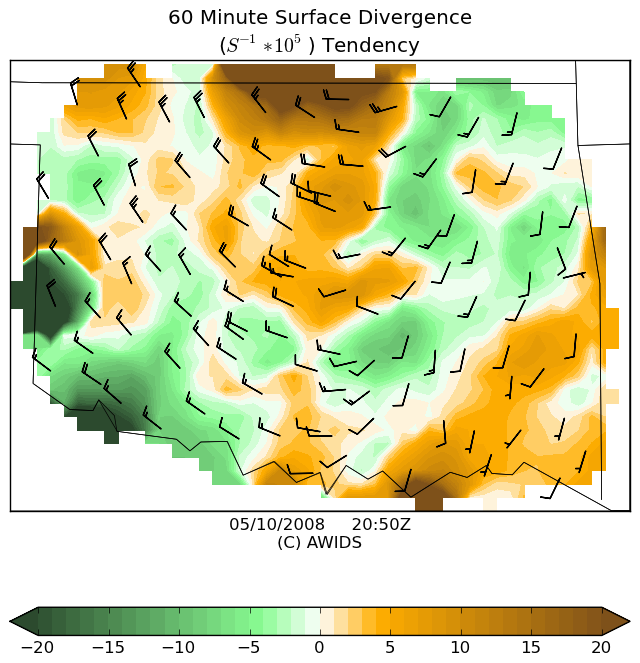 60 Minute Surface Divergence
(S⁻¹ * 10⁵ ) Tendency
05/10/2008 20:50Z
(C) AWIDS
−20 −15 −10 −5 0 5 10 15 20